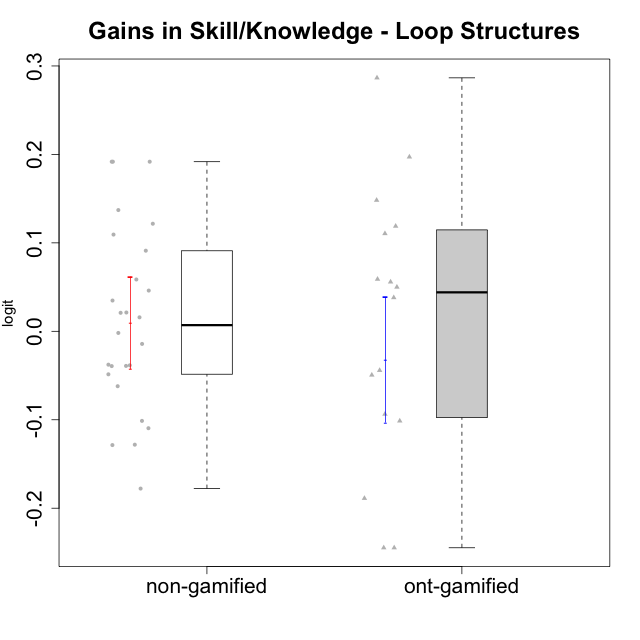 Gains in Skill/Knowledge - Loop Structures
logit
0.3
0.2
0.1
0.0
-0.1
-0.2
non-gamified
ont-gamified